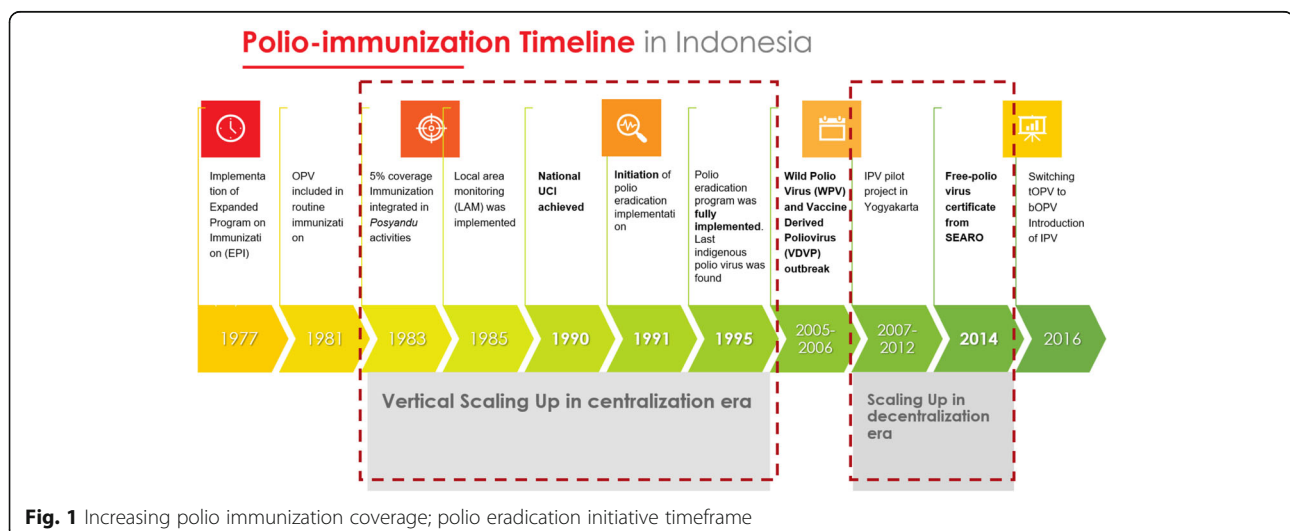 Polio-immunization Timeline in Indonesia
Implementa
tion of
Expanded
Program on
Immunizati
on (EPI)
OPV
included in
routine
immunizati
on
5% coverage
Immunization
integrated in
Posyandu
activities
Local area
monitoring
(LAM) was
implemented
National
UCI
achieved
Initiation of
polio
eradication
implementati
on
Polio
eradication
program was
fully
implemented.
Last
indigenous
polio virus was
found
Wild Polio
Virus (WPV)
and Vaccine
Derived
Poliovirus
(VDVP)
outbreak
IPV pilot
project in
Yogyakarta
Free-polio
virus
certificate
from
SEARO
Switching
tOPV to
bOPV
Introduction
of IPV
1977
1981
1983
1985
1990
1991
1995
2005-
2006
2007-
2012
2014
2016
Vertical Scaling Up in centralization era
Scaling Up in
decentralization
era
Fig. 1 Increasing polio immunization coverage; polio eradication initiative timeframe